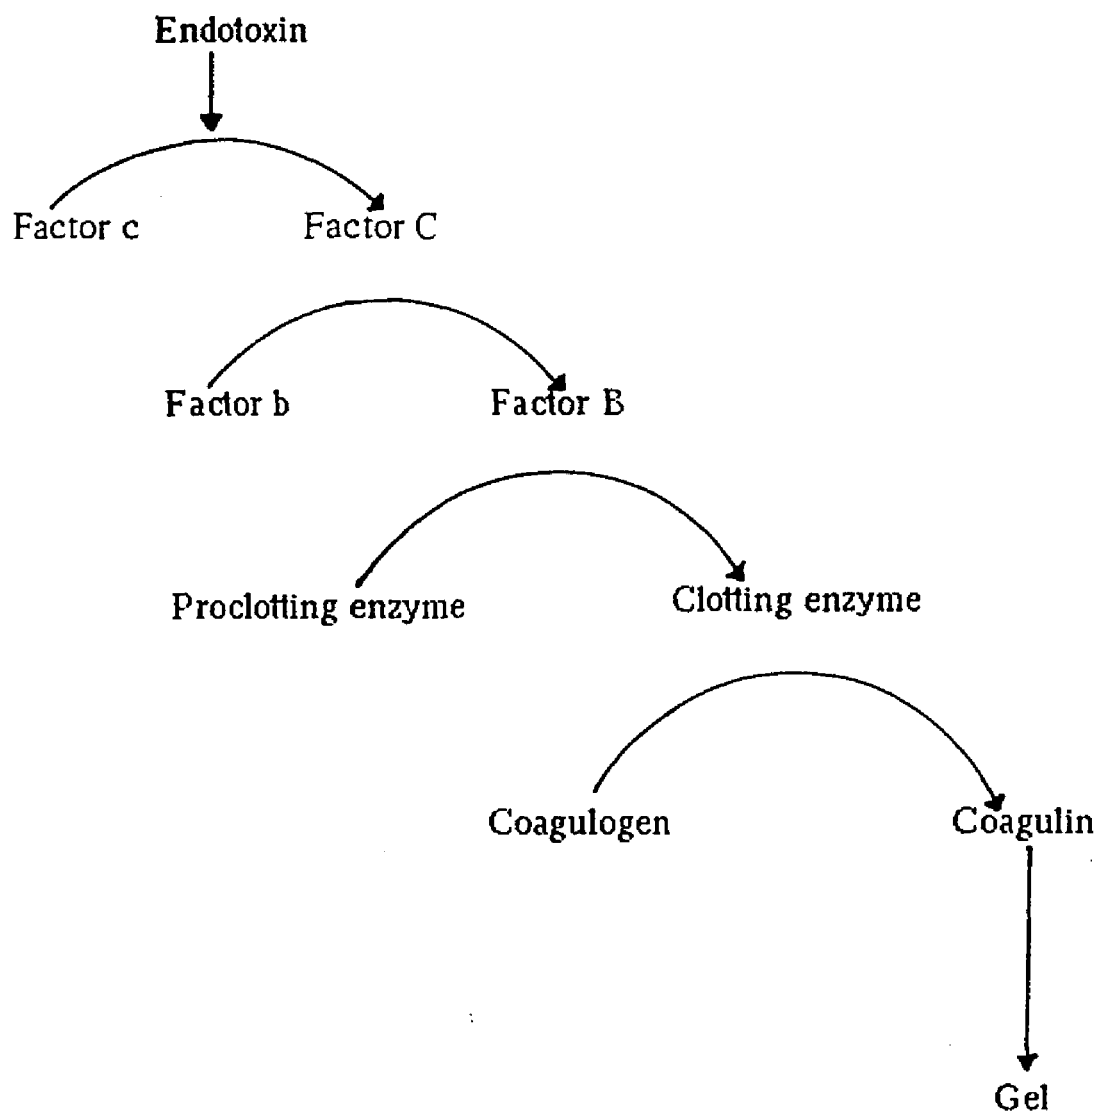 Endotoxin
Factor c
Factor C
Factor b
Factor B
Proclotting enzyme
Clotting enzyme
Coagulogen
Coagulin
Gel